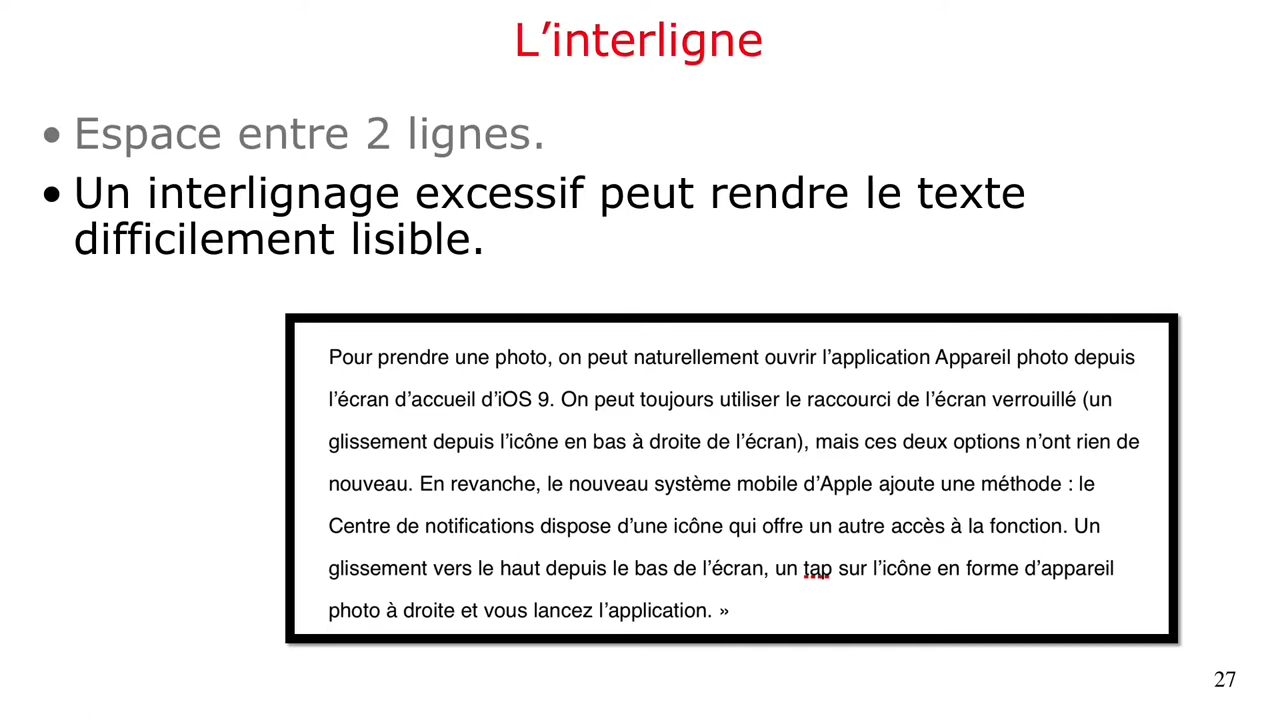 L’interligne
• Espace entre 2 lignes.
• Un interlignage excessif peut rendre le texte
difficilement lisible.
Pour prendre une photo, on peut naturellement ouvrir l’application Appareil photo depuis
l’écran d’accueil d’iOS 9. On peut toujours utiliser le raccourci de l’écran verrouillé (un
glissement depuis l’icône en bas à droite de l’écran), mais ces deux options n’ont rien de
nouveau. En revanche, le nouveau système mobile d’Apple ajoute une méthode : le
Centre de notifications dispose d’une icône qui offre un autre accès à la fonction. Un
glissement vers le haut depuis le bas de l’écran, un tap sur l’icône en forme d’appareil
photo à droite et vous lancez l’application. »
27